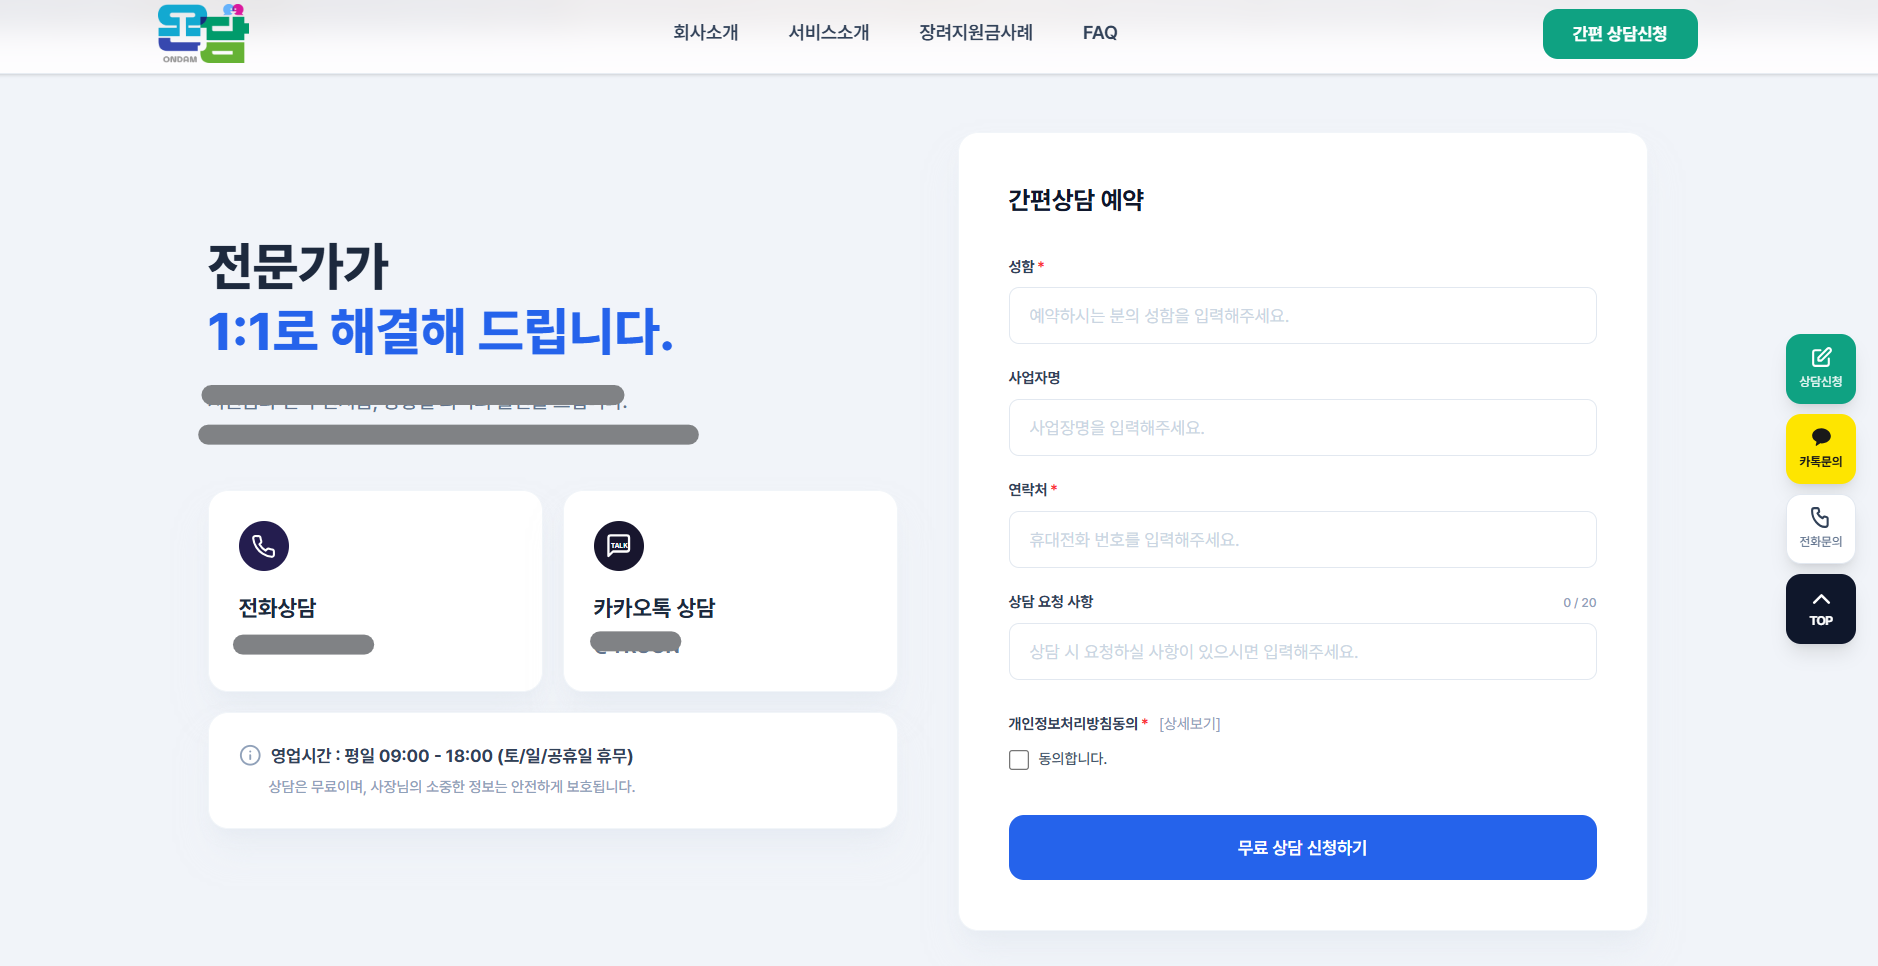 온담
ONDAM
회사소개
서비스소개
장려지원금사례
FAQ
간편 상담신청
전문가가
1:1로 해결해 드립니다.
전화상담
TALK
카카오톡 상담
영업시간 : 평일 09:00 - 18:00 (토/일/공휴일 휴무)
상담은 무료이며, 사장님의 소중한 정보는 안전하게 보호됩니다.
간편상담 예약
성함 *
예약하시는 분의 성함을 입력해주세요.
사업자명
사업장명을 입력해주세요.
연락처 *
휴대전화 번호를 입력해주세요.
상담 요청 사항
0 / 20
상담 시 요청하실 사항이 있으시면 입력해주세요.
개인정보처리방침동의 * [상세보기]
동의합니다.
무료 상담 신청하기
상담신청
카톡문의
전화문의
TOP